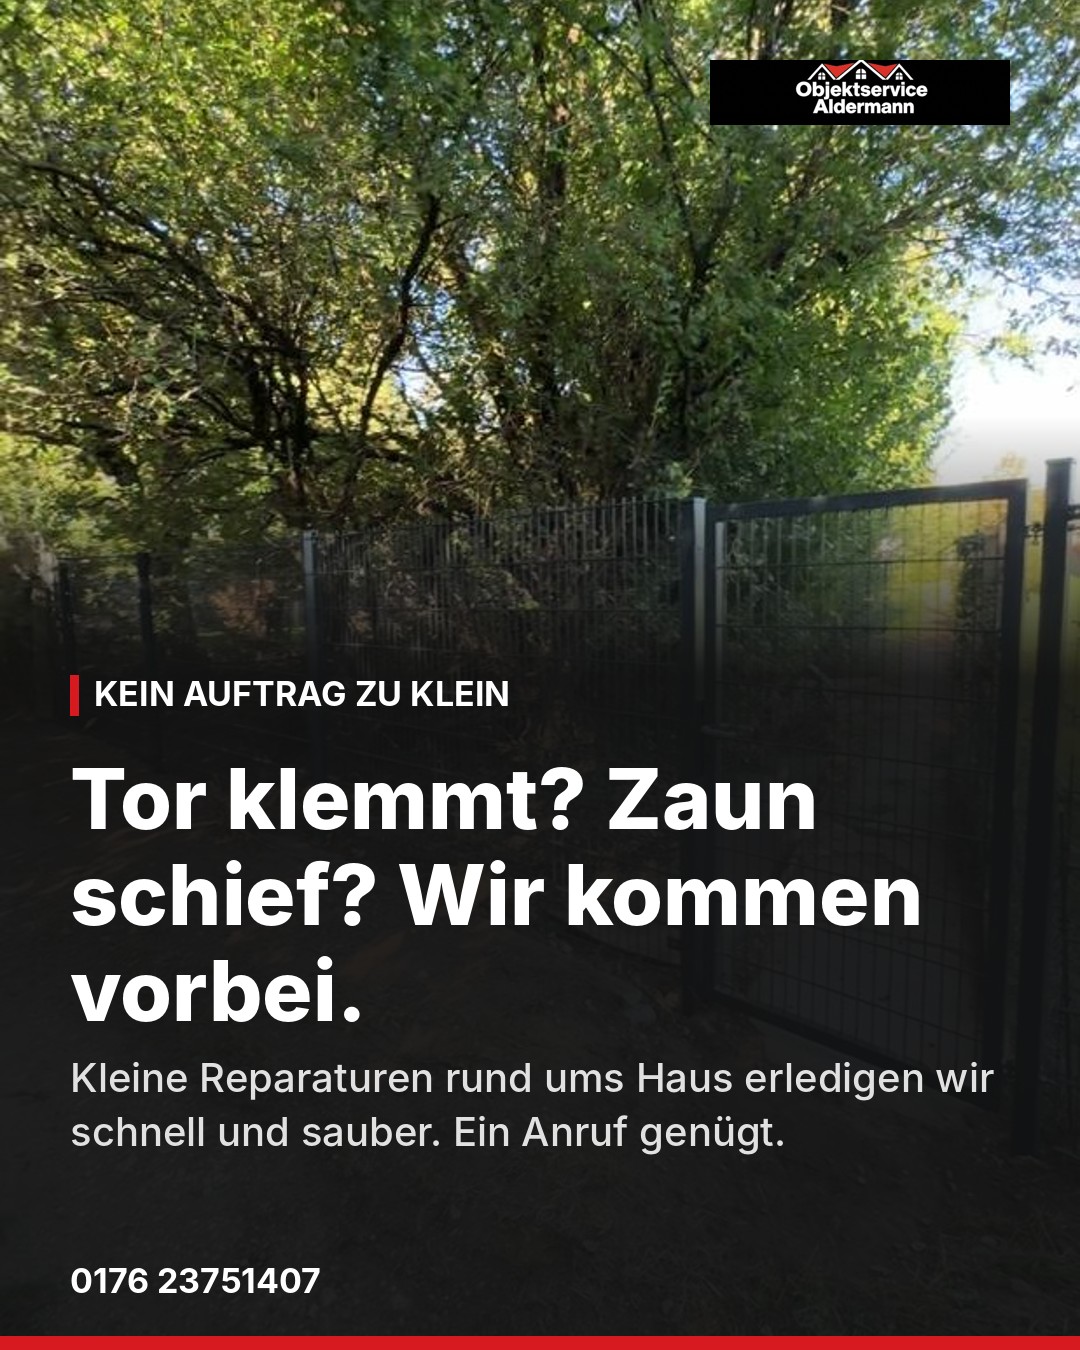 Objektservice
Aldermann
KEIN AUFTRAG ZU KLEIN
Tor klemmt? Zaun
schief? Wir kommen
vorbei.
Kleine Reparaturen rund ums Haus erledigen wir
schnell und sauber. Ein Anruf genügt.
0176 23751407